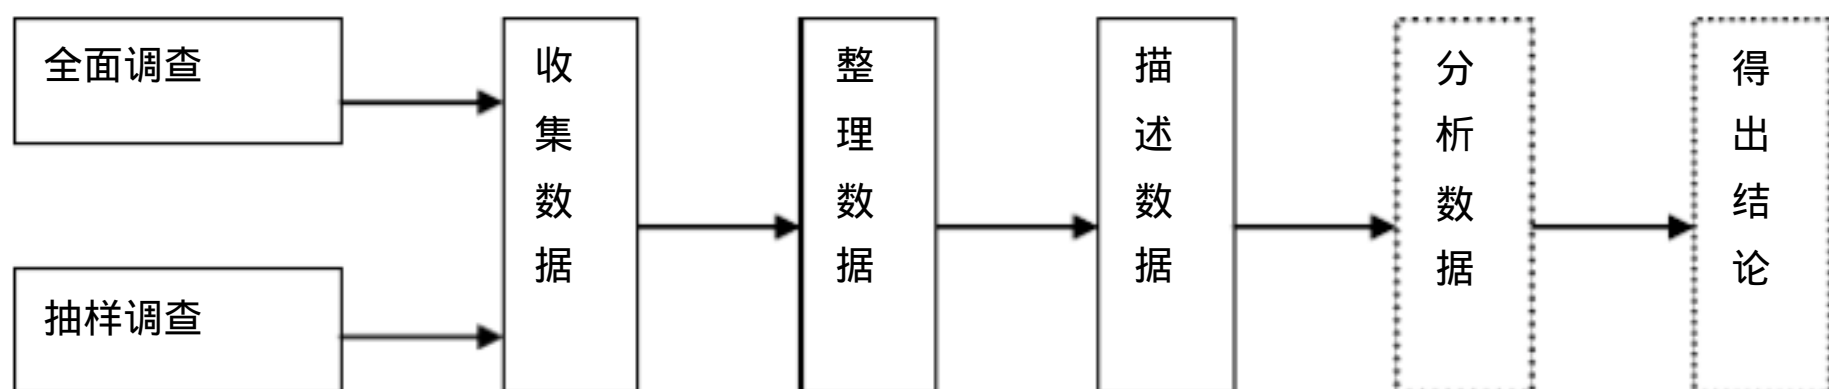 全面调查
抽样调查
收集数据
整理数据
描述数据
分析数据
得出结论